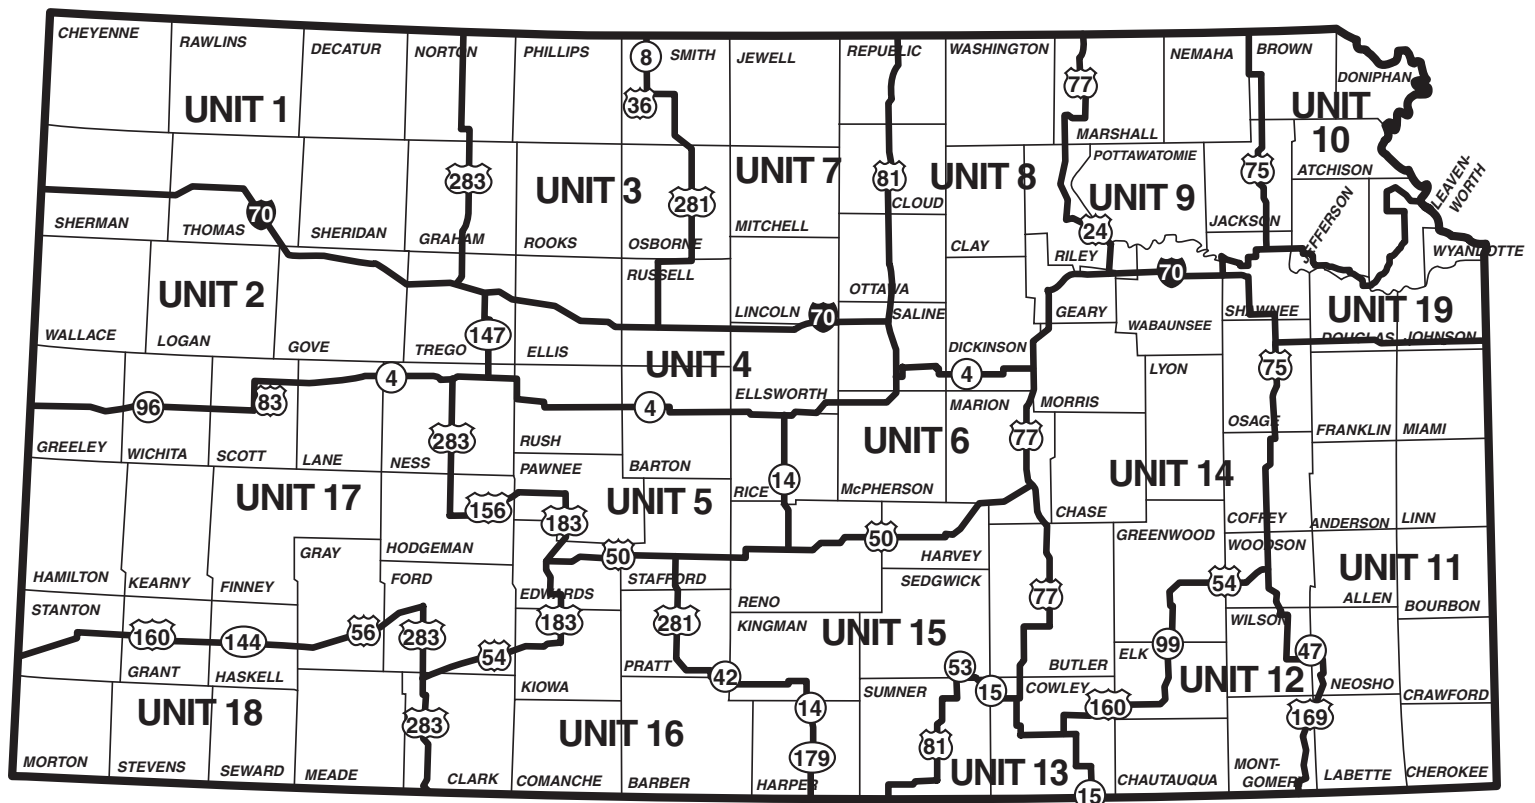 CHEYENNE
RAWLINS
DECATUR
NORTON
PHILLIPS
8
SMITH
JEWELL
REPUBLIC
WASHINGTON
NEMAHA
BROWN
DONIPHAN
77
36
UNIT 1
UNIT
10
MARSHALL
POTTAWATOMIE
ATCHISON
LEAVEN-
WORTH
283
UNIT 3
281
UNIT 7
81
UNIT 8
UNIT 9
75
CLOUD
JEFFERSON
SHERMAN
THOMAS
70
SHERIDAN
GRAHAM
ROOKS
OSBORNE
MITCHELL
CLAY
24
JACKSON
RILEY
WYANDOTTE
RUSSELL
70
UNIT 2
OTTAWA
UNIT 19
LINCOLN
70
SALINE
GEARY
WABAUNSEE
SHAWNEE
DOUGLAS
JOHNSON
WALLACE
LOGAN
GOVE
TREGO
147
ELLIS
UNIT 4
DICKINSON
4
LYON
75
96
83
4
4
ELLSWORTH
MARION
MORRIS
GREELEY
WICHITA
SCOTT
LANE
NESS
283
RUSH
PAWNEE
BARTON
UNIT 6
77
OSAGE
FRANKLIN
MIAMI
UNIT 17
156
183
UNIT 5
RICE
14
McPHERSON
UNIT 14
CHASE
COFFEY
ANDERSON
LINN
GRAY
HODGEMAN
50
50
HARVEY
GREENWOOD
WOODSON
HAMILTON
KEARNY
FINNEY
FORD
EDWARDS
STAFFORD
SEDGWICK
77
54
UNIT 11
STANTON
RENO
ALLEN
BOURBON
160
144
56
283
183
281
KINGMAN
UNIT 15
WILSON
GRANT
HASKELL
54
PRATT
42
53
BUTLER
ELK
99
47
KIOWA
SUMNER
15
COWLEY
UNIT 12
NEOSHO
CRAWFORD
UNIT 18
283
UNIT 16
14
160
169
MORTON
STEVENS
SEWARD
MEADE
CLARK
COMANCHE
BARBER
179
HARPER
81
UNIT 13
15
CHAUTAUQUA
MONT-
GOMERY
LABETTE
CHEROKEE